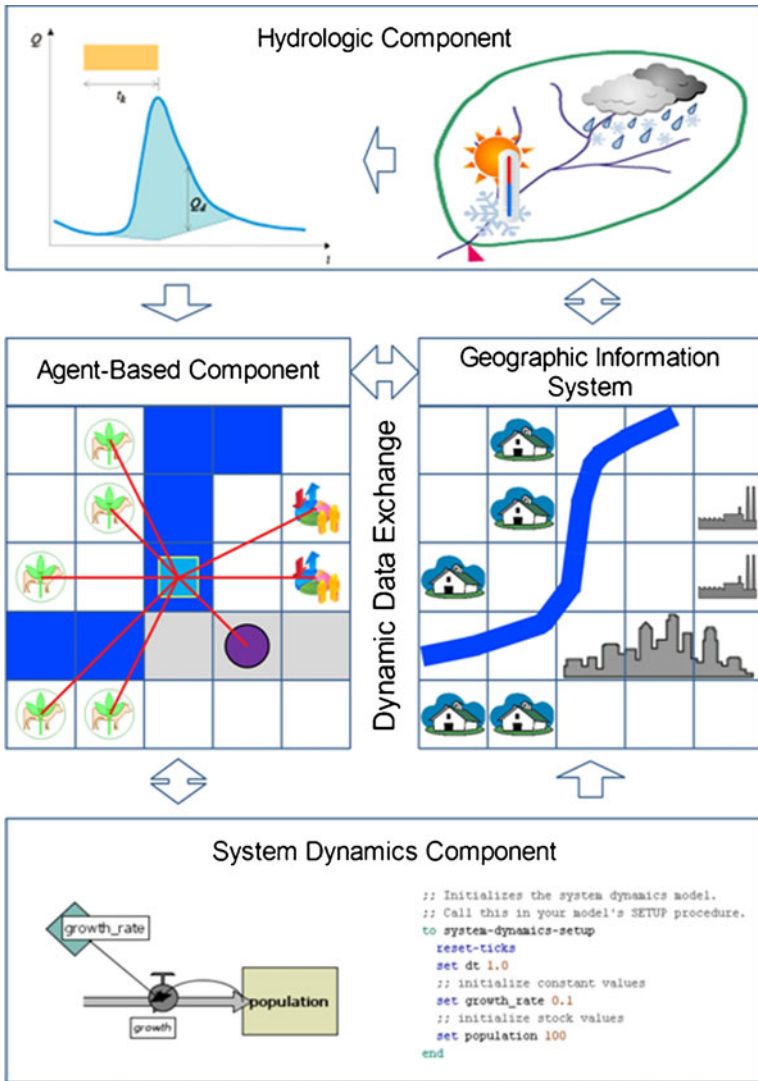 Hydrologic Component
Q
t_k
Q_d
t
Agent-Based Component
Geographic Information
System
Dynamic Data Exchange
System Dynamics Component
growth_rate
growth
population
;; Initializes the system dynamics model.
;; Call this in your model's SETUP procedure.
to system-dynamics-setup
reset-ticks
set dt 1.0
;; initialize constant values
set growth_rate 0.1
;; initialize stock values
set population 100
end